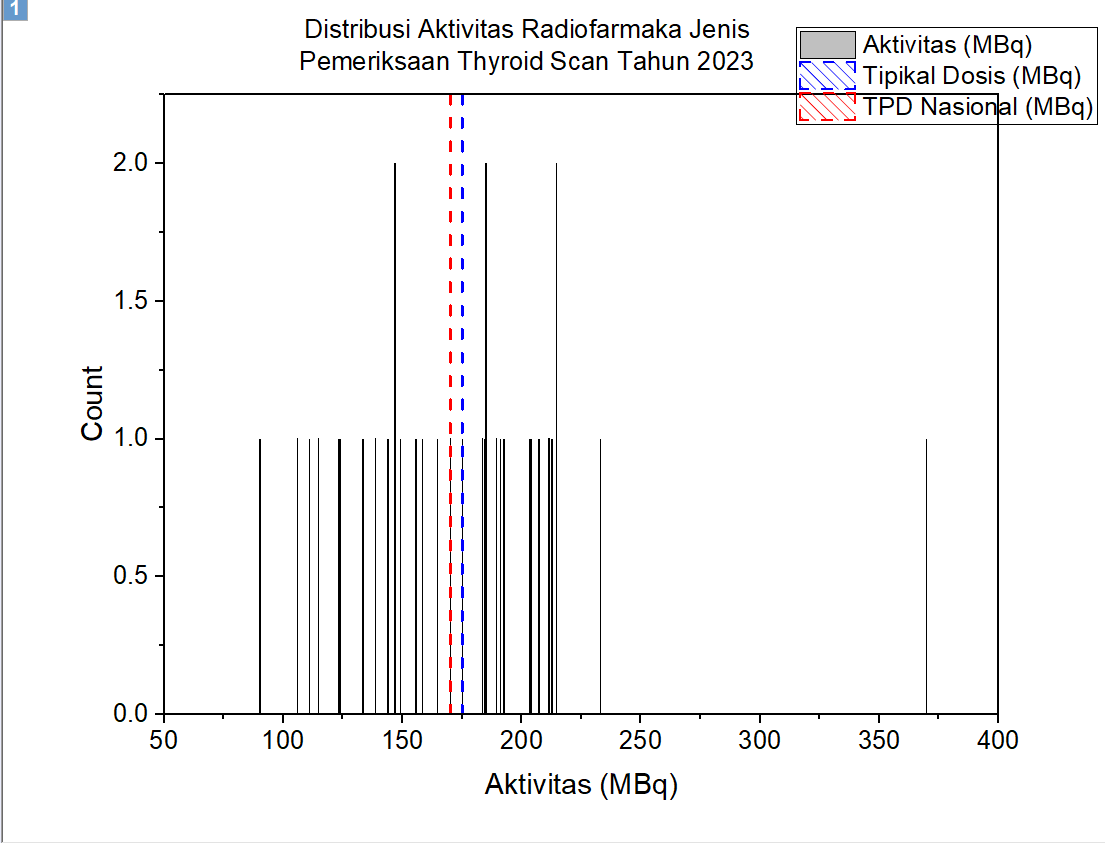 1
Distribusi Aktivitas Radiofarmaka Jenis
Pemeriksaan Thyroid Scan Tahun 2023
Aktivitas (MBq)
Tipikal Dosis (MBq)
TPD Nasional (MBq)
2.0
1.5
1.0
0.5
0.0
Count
50 100 150 200 250 300 350 400
Aktivitas (MBq)